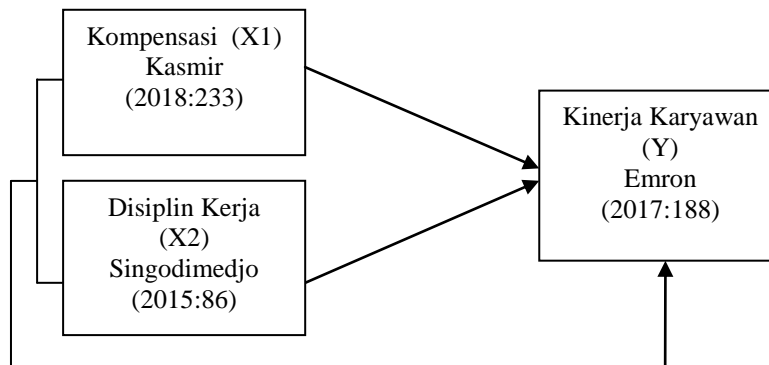 Kompensasi  (X1)
Kasmir
(2018:233)
Disiplin Kerja
(X2)
Singodimedjo
(2015:86)
Kinerja Karyawan
(Y)
Emron
(2017:188)